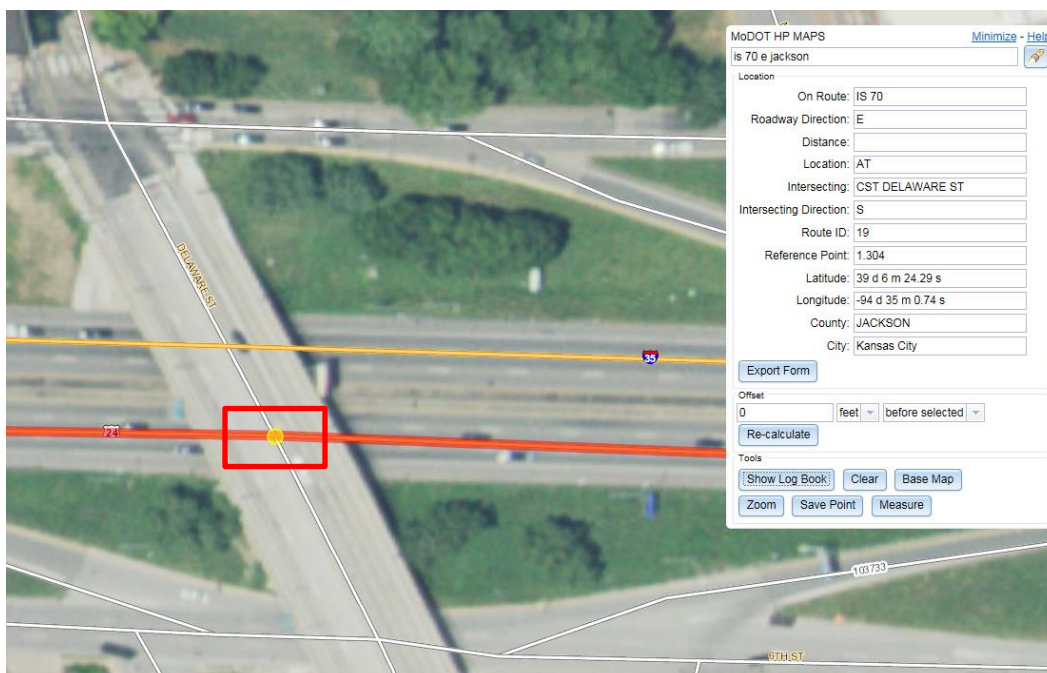 MoDOT HP MAPS
Minimize - Help
is 70 e jackson
Location
On Route: IS 70
Roadway Direction: E
Distance:
Location: AT
Intersecting: CST DELAWARE ST
Intersecting Direction: S
Route ID: 19
Reference Point: 1.304
Latitude: 39 d 6 m 24.29 s
Longitude: -94 d 35 m 0.74 s
County: JACKSON
City: Kansas City
Export Form
Offset
0 feet before selected
Re-calculate
Tools
Show Log Book Clear Base Map
Zoom Save Point Measure
DELAWARE ST
35
24
103733
6TH ST